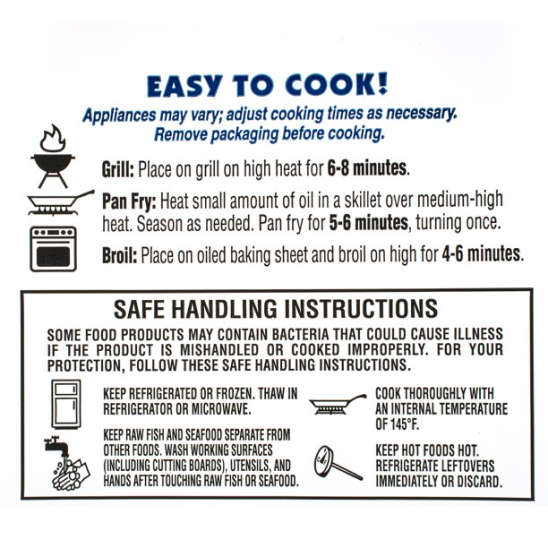 EASY TO COOK!
Appliances may vary; adjust cooking times as necessary.
Remove packaging before cooking.
Grill: Place on grill on high heat for 6-8 minutes.
Pan Fry: Heat small amount of oil in a skillet over medium-high
heat. Season as needed. Pan fry for 5-6 minutes, turning once.
Broil: Place on oiled baking sheet and broil on high for 4-6 minutes.
SAFE HANDLING INSTRUCTIONS
SOME FOOD PRODUCTS MAY CONTAIN BACTERIA THAT COULD CAUSE ILLNESS
IF THE PRODUCT IS MISHANDLED OR COOKED IMPROPERLY. FOR YOUR
PROTECTION, FOLLOW THESE SAFE HANDLING INSTRUCTIONS.
KEEP REFRIGERATED OR FROZEN. THAW IN
REFRIGERATOR OR MICROWAVE.
KEEP RAW FISH AND SEAFOOD SEPARATE FROM
OTHER FOODS. WASH WORKING SURFACES
(INCLUDING CUTTING BOARDS), UTENSILS, AND
HANDS AFTER TOUCHING RAW FISH OR SEAFOOD.
COOK THOROUGHLY WITH
AN INTERNAL TEMPERATURE
OF 145°F.
KEEP HOT FOODS HOT.
REFRIGERATE LEFTOVERS
IMMEDIATELY OR DISCARD.